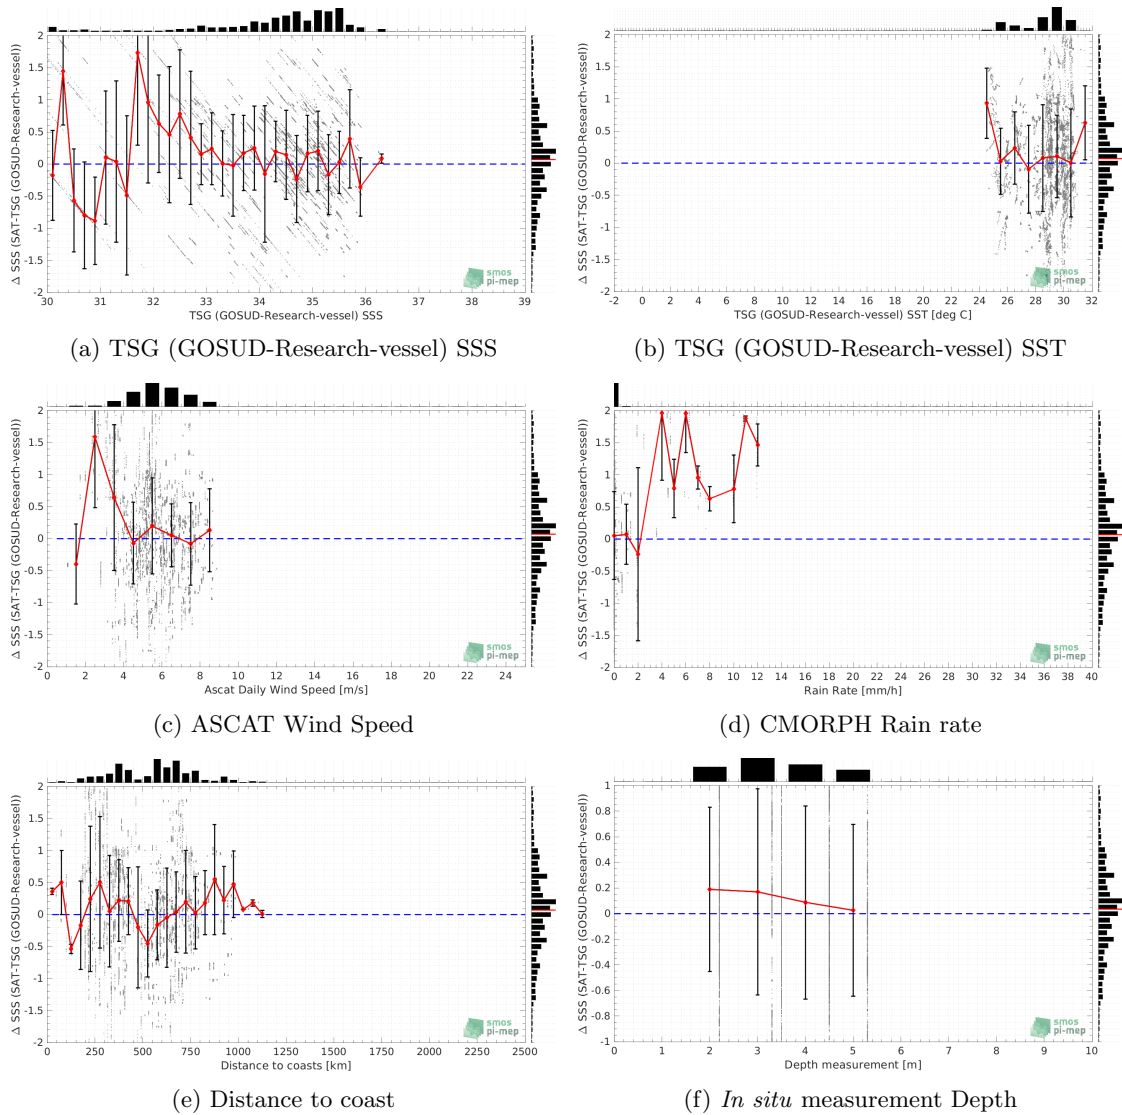 Δ SSS (SAT-TSG (GOSUD-Research-vessel))
2
1.5
1
0.5
0
-0.5
-1
-1.5
-2
30 31 32 33 34 35 36 37 38 39
TSG (GOSUD-Research-vessel) SSS
smos
pi-mep
(a) TSG (GOSUD-Research-vessel) SSS
Δ SSS (SAT-TSG (GOSUD-Research-vessel))
2
1.5
1
0.5
0
-0.5
-1
-1.5
-2
-2 0 2 4 6 8 10 12 14 16 18 20 22 24 26 28 30 32
TSG (GOSUD-Research-vessel) SST [deg C]
smos
pi-mep
(b) TSG (GOSUD-Research-vessel) SST
Δ SSS (SAT-TSG (GOSUD-Research-vessel))
2
1.5
1
0.5
0
-0.5
-1
-1.5
-2
0 2 4 6 8 10 12 14 16 18 20 22 24
Ascat Daily Wind Speed [m/s]
smos
pi-mep
(c) ASCAT Wind Speed
Δ SSS (SAT-TSG (GOSUD-Research-vessel))
2
1.5
1
0.5
0
-0.5
-1
-1.5
-2
0 2 4 6 8 10 12 14 16 18 20 22 24 26 28 30 32 34 36 38 40
Rain Rate [mm/h]
smos
pi-mep
(d) CMORPH Rain rate
Δ SSS (SAT-TSG (GOSUD-Research-vessel))
2
1.5
1
0.5
0
-0.5
-1
-1.5
-2
0 250 500 750 1000 1250 1500 1750 2000 2250 2500
Distance to coasts [km]
smos
pi-mep
(e) Distance to coast
Δ SSS (SAT-TSG (GOSUD-Research-vessel))
1
0.8
0.6
0.4
0.2
0
-0.2
-0.4
-0.6
-0.8
-1
0 1 2 3 4 5 6 7 8 9 10
Depth measurement [m]
smos
pi-mep
(f) In situ measurement Depth